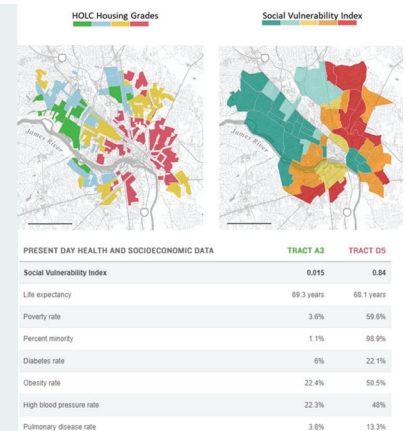 HOLC Housing Grades
Social Vulnerability Index
James River
James River
PRESENT DAY HEALTH AND SOCIOECONOMIC DATA TRACT A3 TRACT D5
Social Vulnerability Index 0.015 0.84
Life expectancy 89.3 years 68.1 years
Poverty rate 3.6% 59.6%
Percent minority 1.1% 98.9%
Diabetes rate 6% 22.1%
Obesity rate 22.4% 50.5%
High blood pressure rate 22.3% 48%
Pulmonary disease rate 3.8% 13.3%